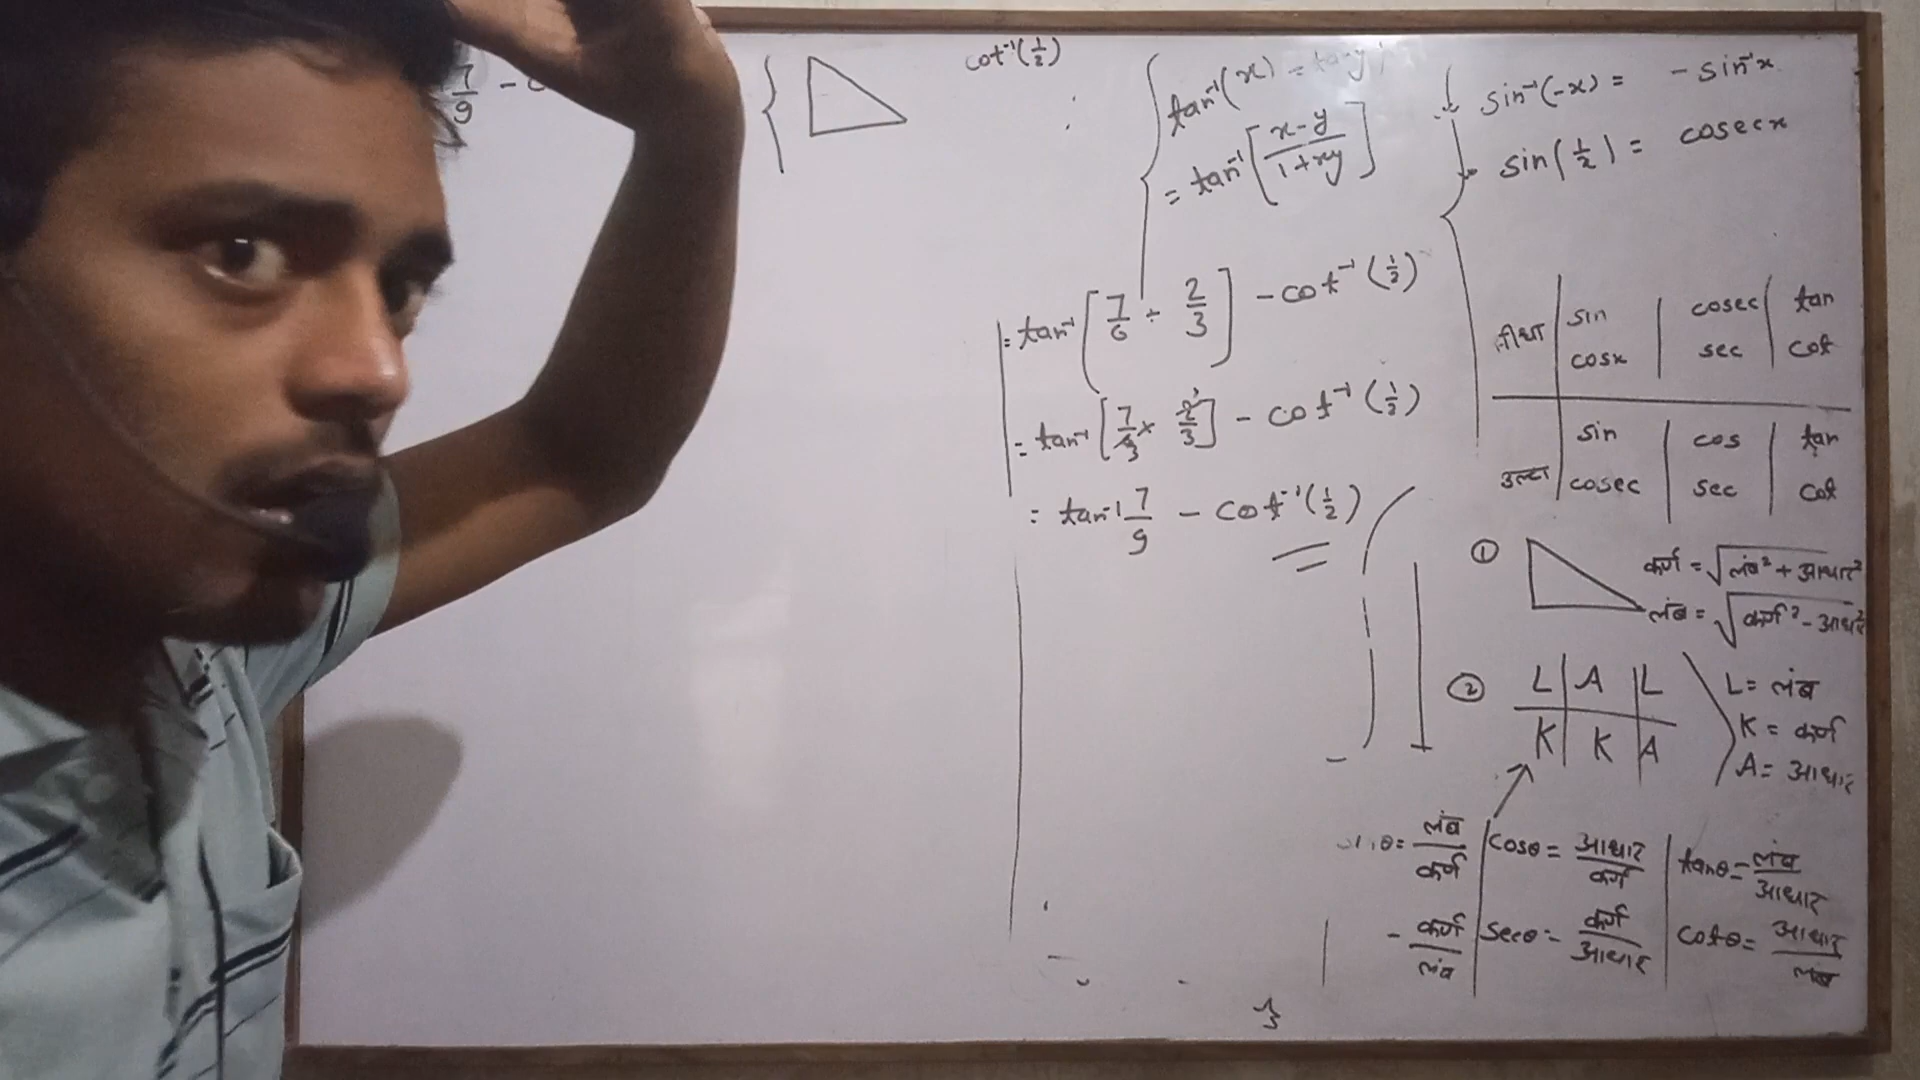 7/9 -
cot⁻¹(1/2)
tan⁻¹(x) - tan⁻¹y
= tan⁻¹[(x-y)/(1+xy)]
= tan⁻¹[7/6 ÷ 2/3] - cot⁻¹(1/2)
= tan⁻¹[7/6 3 × 2/3] - cot⁻¹(1/2)
= tan⁻¹ 7/9 - cot⁻¹(1/2)
sin⁻¹(-x) = - sin⁻¹x
sin(1/x) = cosecx
सीधा | sin | cosec | tan
cosx | sec | cot
उल्टा | sin | cos | tan
cosec | sec | cot
① कर्ण = √लंब² + आधार²
लंब = √कर्ण² - आधार²
② L | A | L
K | K | A
L = लंब
K = कर्ण
A = आधार
θ = लंब/कर्ण | cosθ = आधार/कर्ण | tanθ = लंब/आधार
- कर्ण/लंब | secθ = कर्ण/आधार | cotθ = आधार/लंब